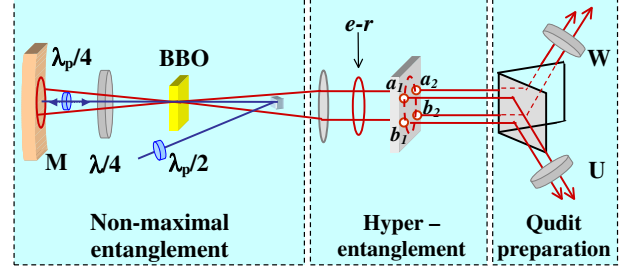 λp/4
BBO
e-r
a1
a2
W
b2
b1
M
λ/4
λp/2
U
Non-maximal
entanglement
Hyper –
entanglement
Qudit
preparation